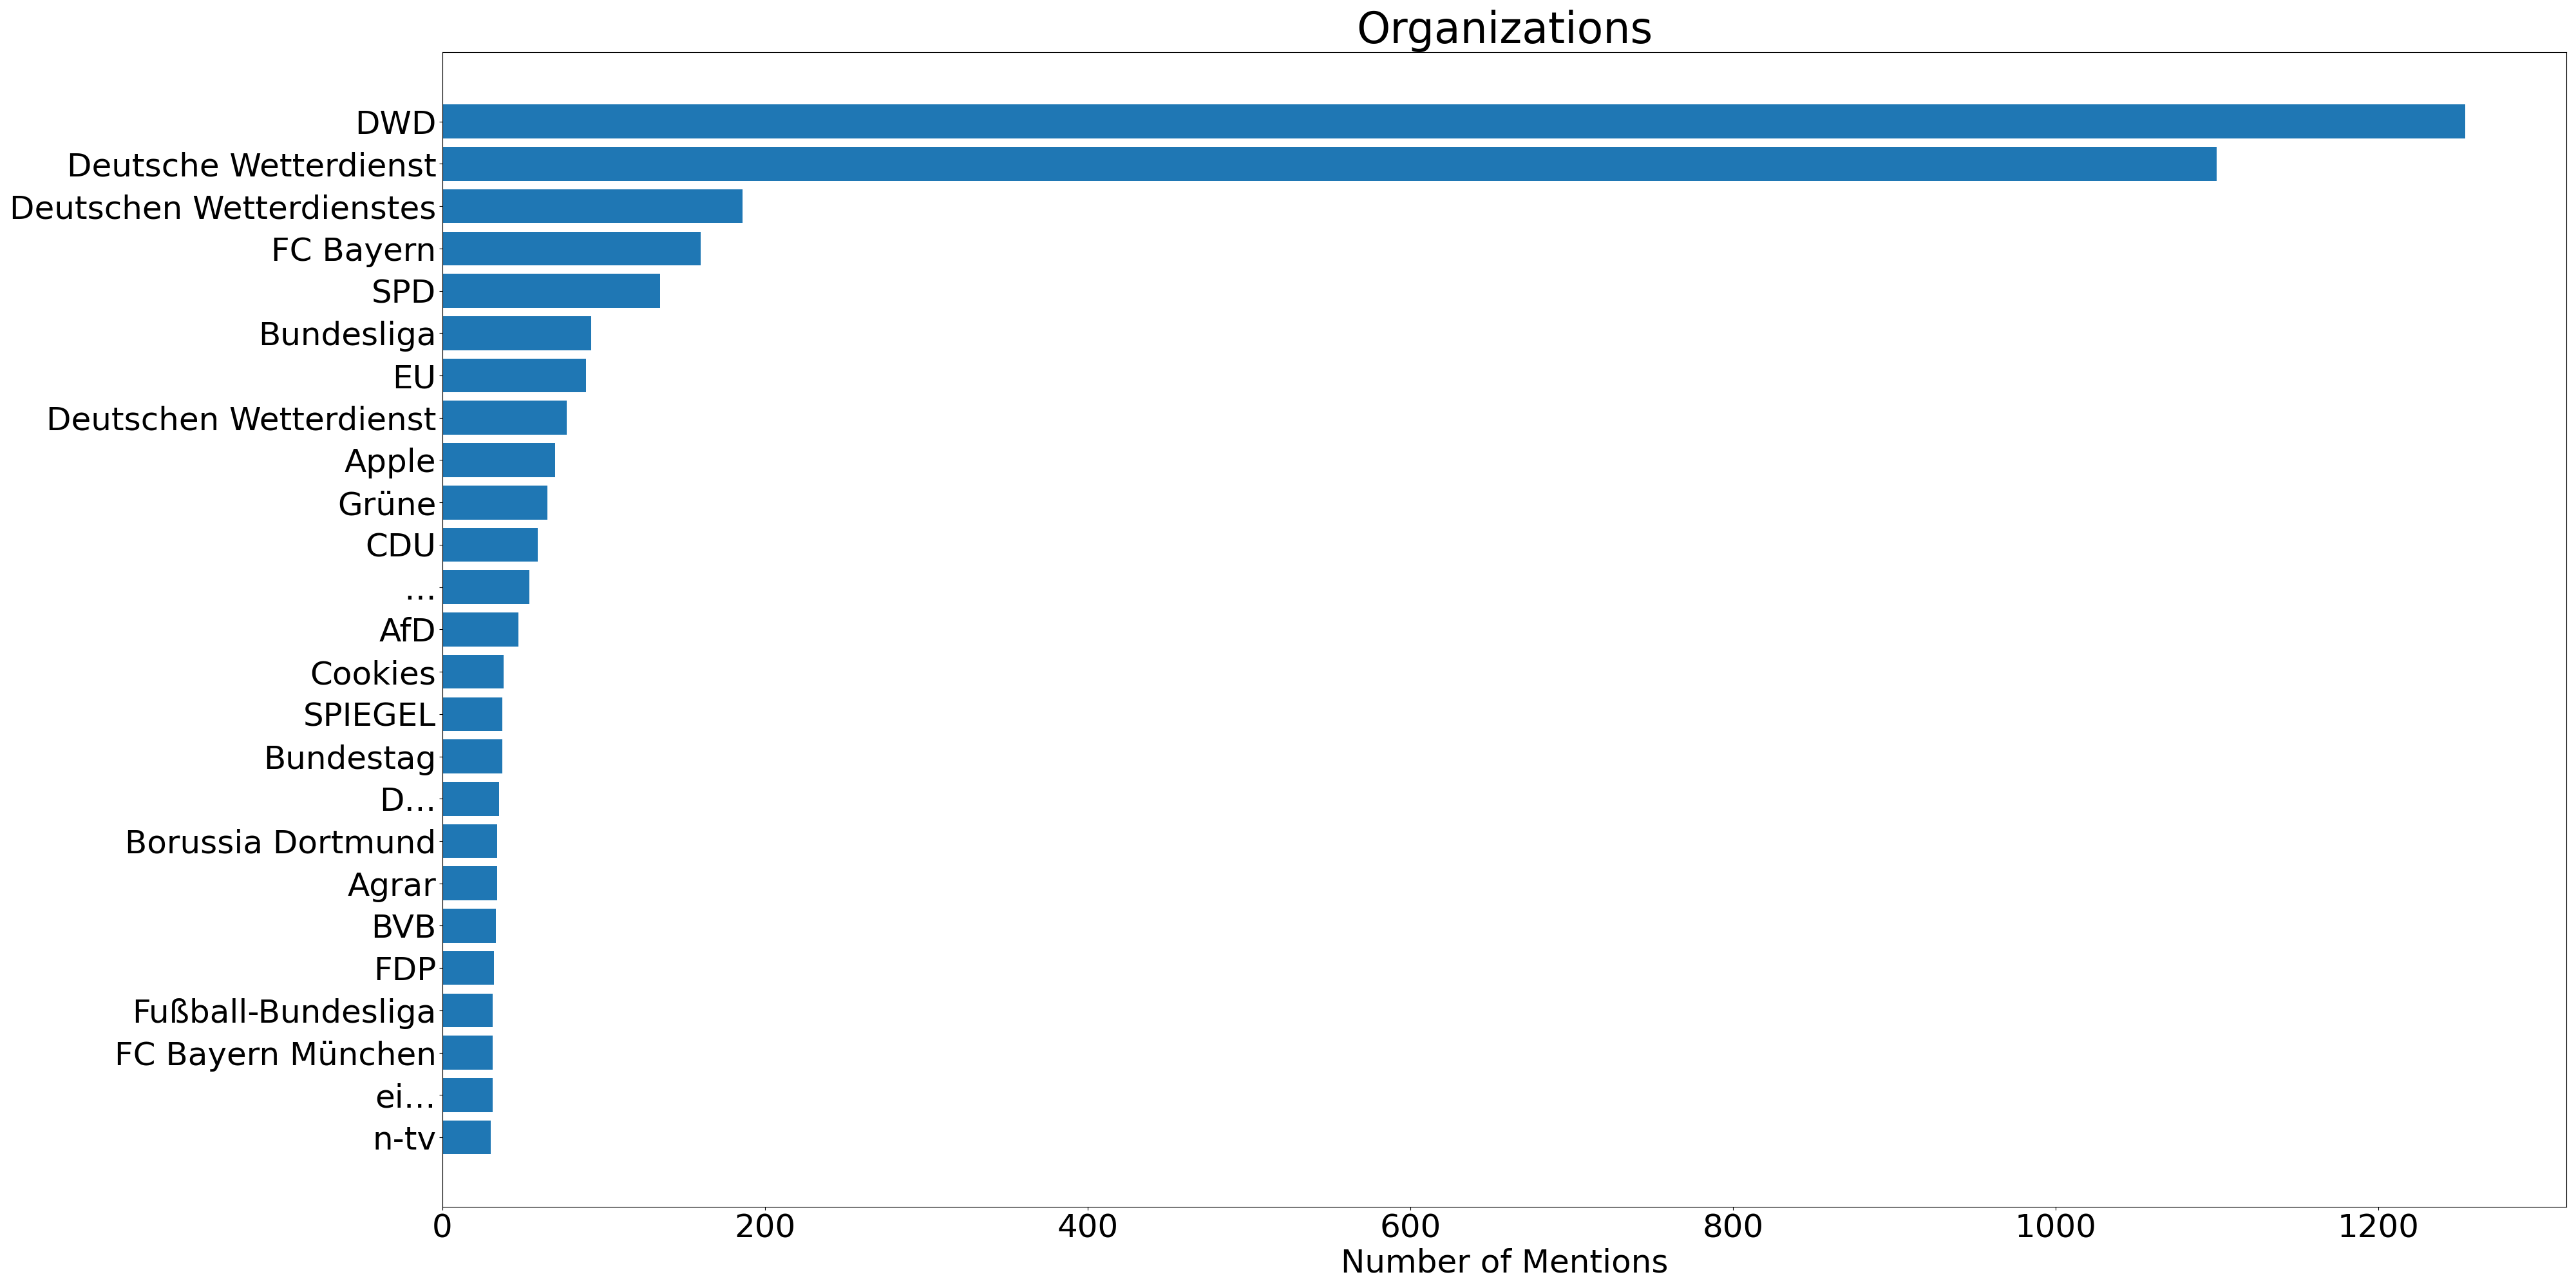 Organizations
DWD
Deutsche Wetterdienst
Deutschen Wetterdienstes
FC Bayern
SPD
Bundesliga
EU
Deutschen Wetterdienst
Apple
Grüne
CDU
…
AfD
Cookies
SPIEGEL
Bundestag
D…
Borussia Dortmund
Agrar
BVB
FDP
Fußball-Bundesliga
FC Bayern München
ei…
n-tv
0 200 400 600 800 1000 1200
Number of Mentions